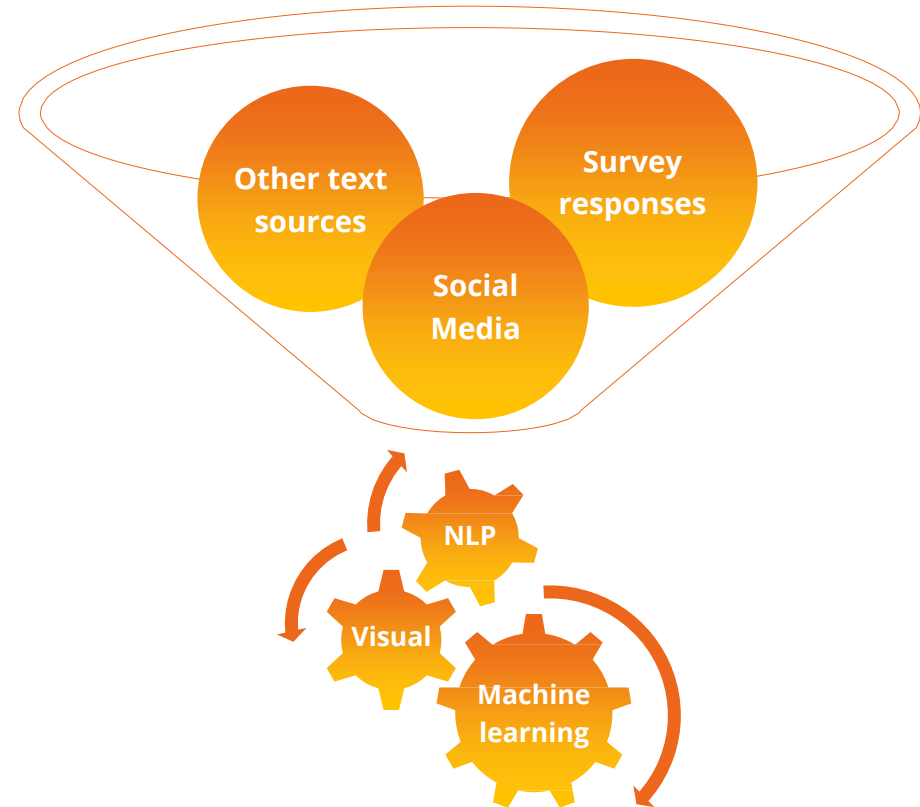 Other text
sources
Survey
responses
Social
Media
NLP
Visual
Machine
learning